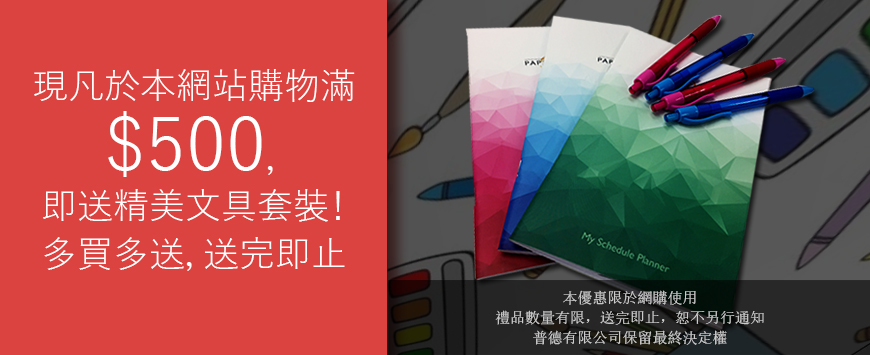 現凡於本網站購物滿
$500,
即送精美文具套裝!
多買多送, 送完即止
My Schedule Planner
本優惠限於網購使用
禮品數量有限，送完即止，恕不另行通知
普德有限公司保留最終決定權